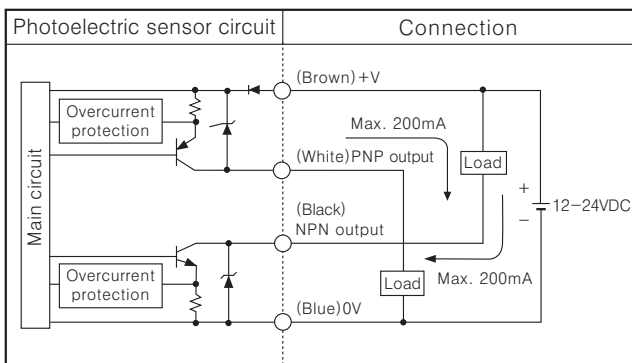 Photoelectric sensor circuit
Connection
Main circuit
Overcurrent
protection
(Brown)+V
Max. 200mA
(White)PNP output
Load
+
−
12−24VDC
(Black)
NPN output
Overcurrent
protection
Load
Max. 200mA
(Blue)0V